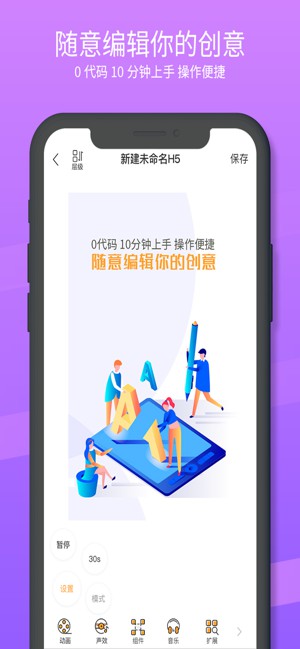 随意编辑你的创意
0 代码 10 分钟上手 操作便捷
层级
新建未命名H5
保存
0代码 10分钟上手 操作便捷
随意编辑你的创意
A
A
A
暂停
30s
设置
模式
动画
声效
组件
音乐
扩展